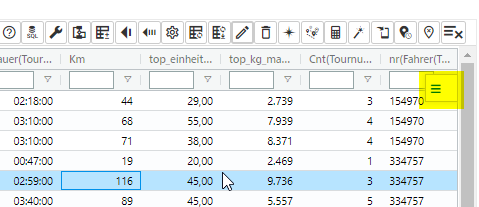 SQL
auer(Tour... Km top_einheit... top_kg_ma... Cnt(Tournu... nr(Fahrer(T...
02:18:00 44 29,00 2.739 3 154970
03:10:00 68 55,00 7.939 4 154970
03:10:00 71 38,00 8.371 4 154970
00:47:00 19 20,00 2.469 1 334757
02:59:00 116 45,00 9.736 3 334757
03:40:00 89 45,00 5.557 5 334757